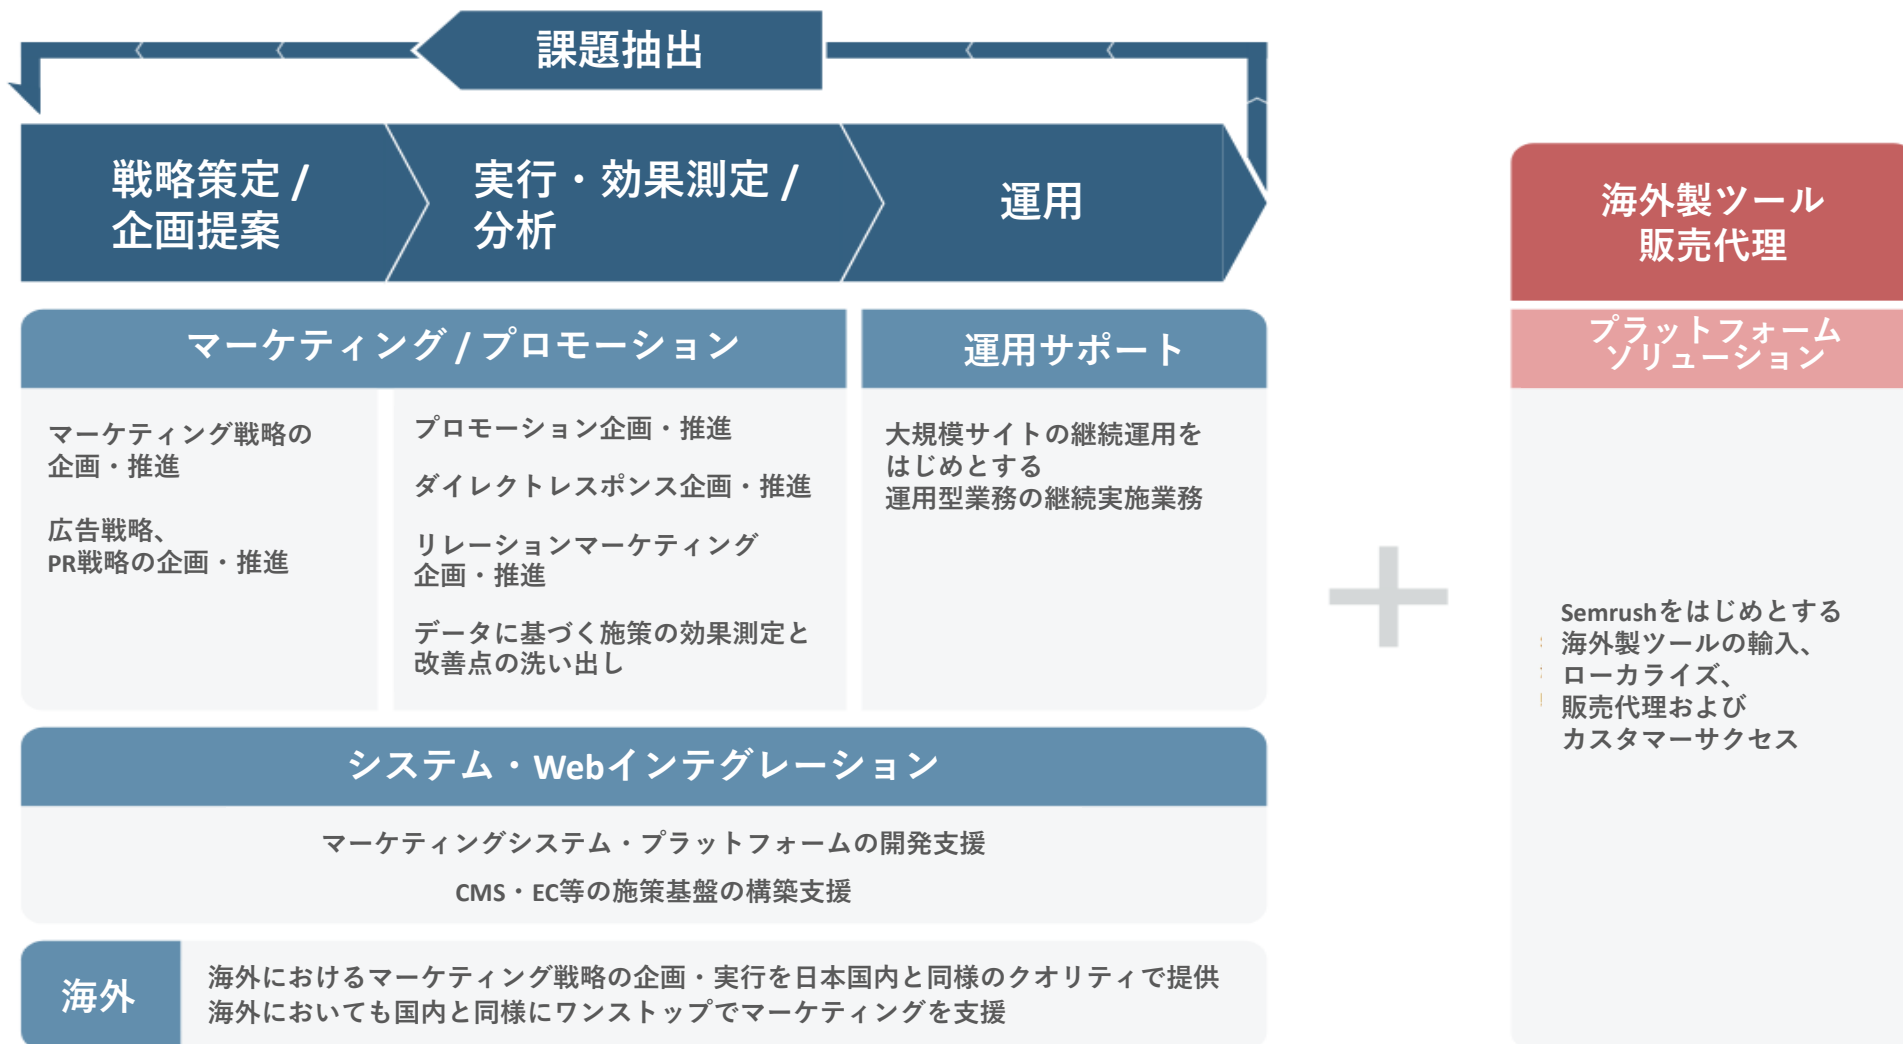 課題抽出
戦略策定 /
企画提案
実行・効果測定 /
分析
運用
マーケティング / プロモーション
運用サポート
マーケティング戦略の
企画・推進
広告戦略、
PR戦略の企画・推進
プロモーション企画・推進
ダイレクトレスポンス企画・推進
リレーションマーケティング
企画・推進
データに基づく施策の効果測定と
改善点の洗い出し
大規模サイトの継続運用を
はじめとする
運用型業務の継続実施業務
システム・Webインテグレーション
マーケティングシステム・プラットフォームの開発支援
CMS・EC等の施策基盤の構築支援
海外
海外におけるマーケティング戦略の企画・実行を日本国内と同様のクオリティで提供
海外においても国内と同様にワンストップでマーケティングを支援
海外製ツール
販売代理
プラットフォーム
ソリューション
Semrushをはじめとする
海外製ツールの輸入、
ローカライズ、
販売代理および
カスタマーサクセス